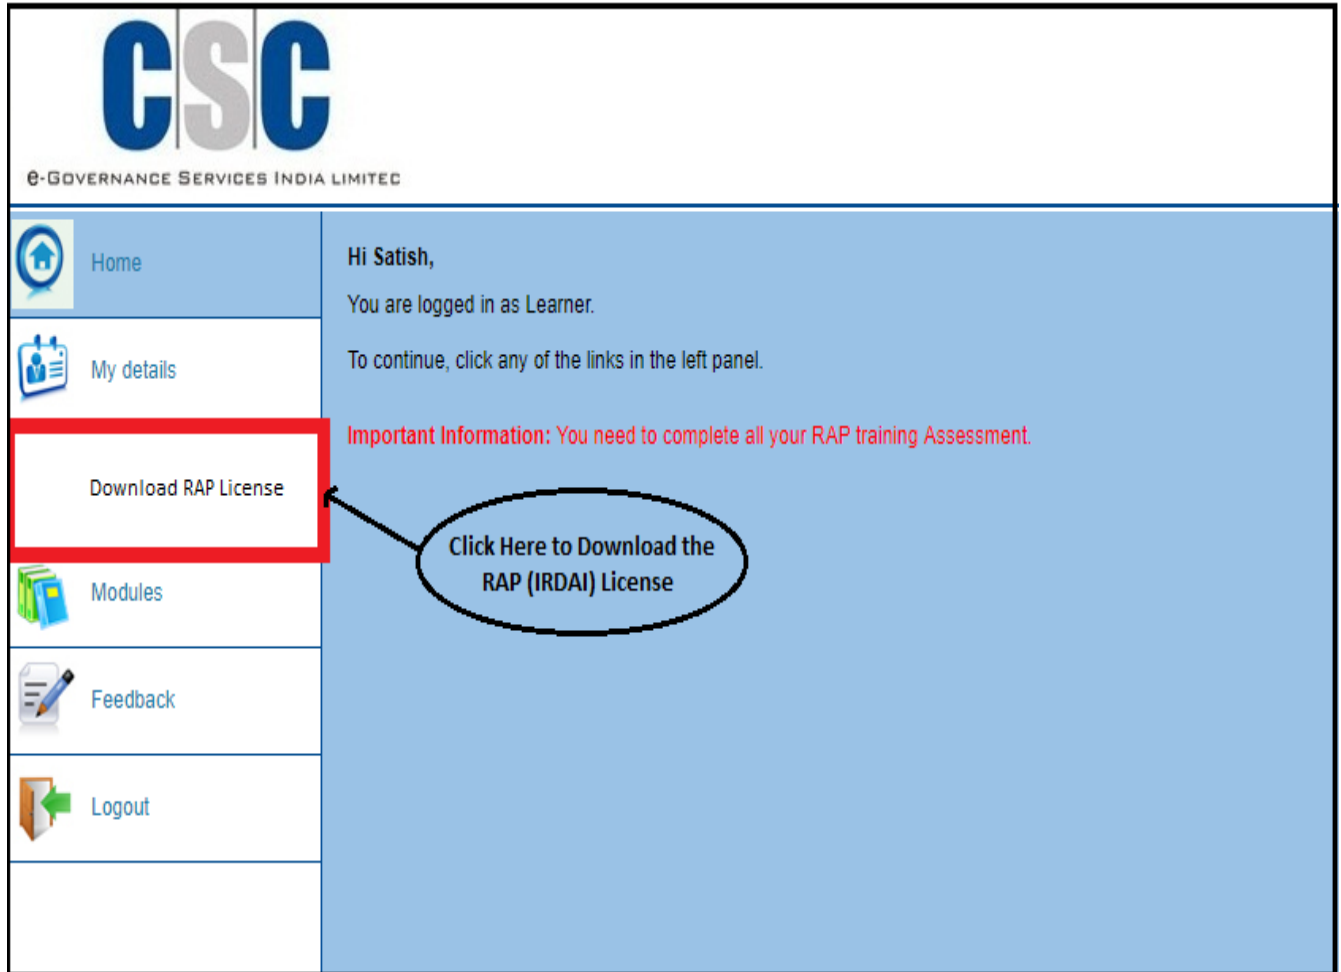 CSC
e-GOVERNANCE SERVICES INDIA LIMITED
Home
My details
Download RAP License
Modules
Feedback
Logout
Hi Satish,
You are logged in as Learner.
To continue, click any of the links in the left panel.
Important Information: You need to complete all your RAP training Assessment.
Click Here to Download the
RAP (IRDAI) License